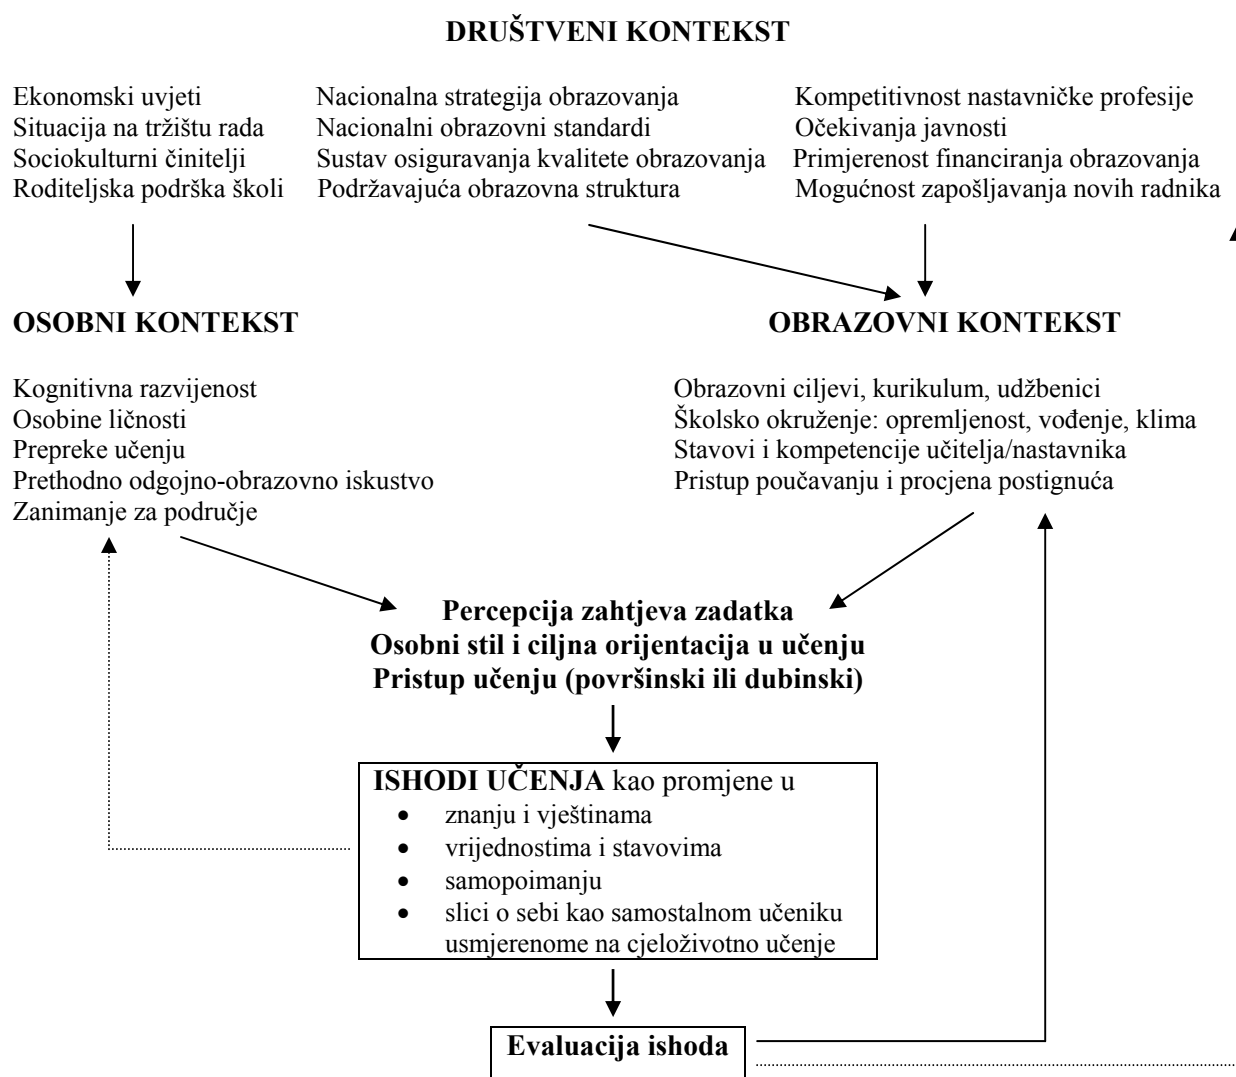 DRUŠTVENI KONTEKST
Ekonomski uvjeti
Situacija na tržištu rada
Sociokulturni činitelji
Roditeljska podrška školi
Nacionalna strategija obrazovanja
Nacionalni obrazovni standardi
Sustav osiguravanja kvalitete obrazovanja
Podržavajuća obrazovna struktura
Kompetitivnost nastavničke profesije
Očekivanja javnosti
Primjerenost financiranja obrazovanja
Mogućnost zapošljavanja novih radnika
OSOBNI KONTEKST
Kognitivna razvijenost
Osobine ličnosti
Prepreke učenju
Prethodno odgojno-obrazovno iskustvo
Zanimanje za područje
OBRAZOVNI KONTEKST
Obrazovni ciljevi, kurikulum, udžbenici
Školsko okruženje: opremljenost, vođenje, klima
Stavovi i kompetencije učitelja/nastavnika
Pristup poučavanju i procjena postignuća
Percepcija zahtjeva zadatka
Osobni stil i ciljna orijentacija u učenju
Pristup učenju (površinski ili dubinski)
ISHODI UČENJA kao promjene u
• znanju i vještinama
• vrijednostima i stavovima
• samopoimanju
• slici o sebi kao samostalnom učeniku
usmjerenome na cjeloživotno učenje
Evaluacija ishoda